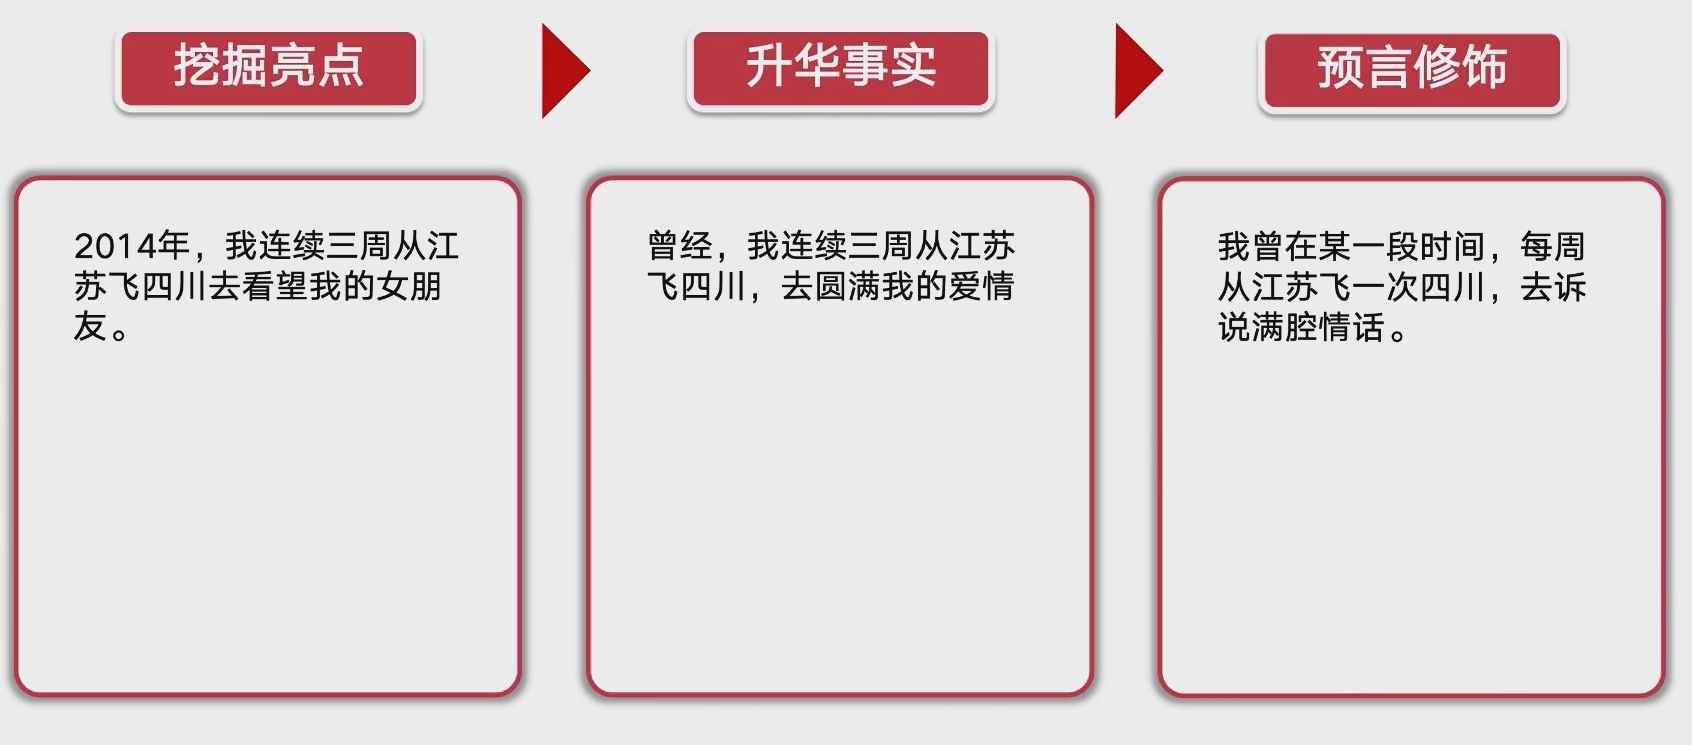 挖掘亮点
升华事实
预言修饰
2014年，我连续三周从江
苏飞四川去看望我的女朋
友。
曾经，我连续三周从江苏
飞四川，去圆满我的爱情
我曾在某一段时间，每周
从江苏飞一次四川，去诉
说满腔情话。